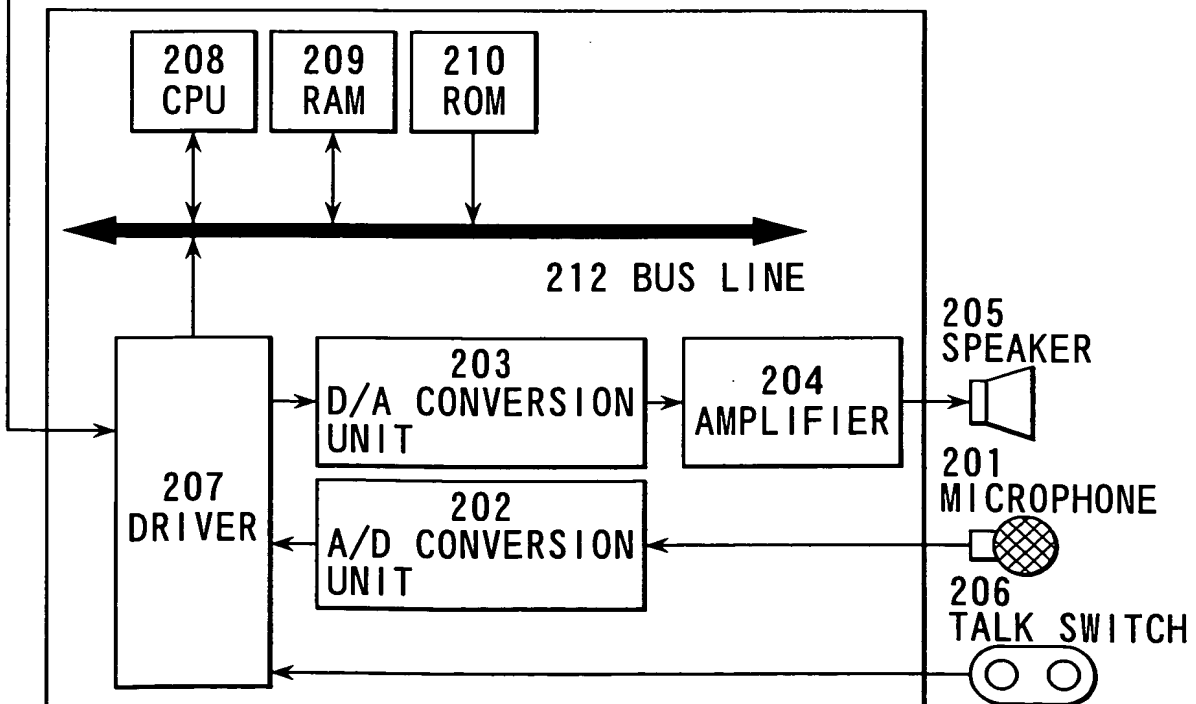 208
CPU
209
RAM
210
ROM
212 BUS LINE
205
SPEAKER
203
D/A CONVERSION
UNIT
204
AMPLIFIER
201
MICROPHONE
207
DRIVER
202
A/D CONVERSION
UNIT
206
TALK SWITCH